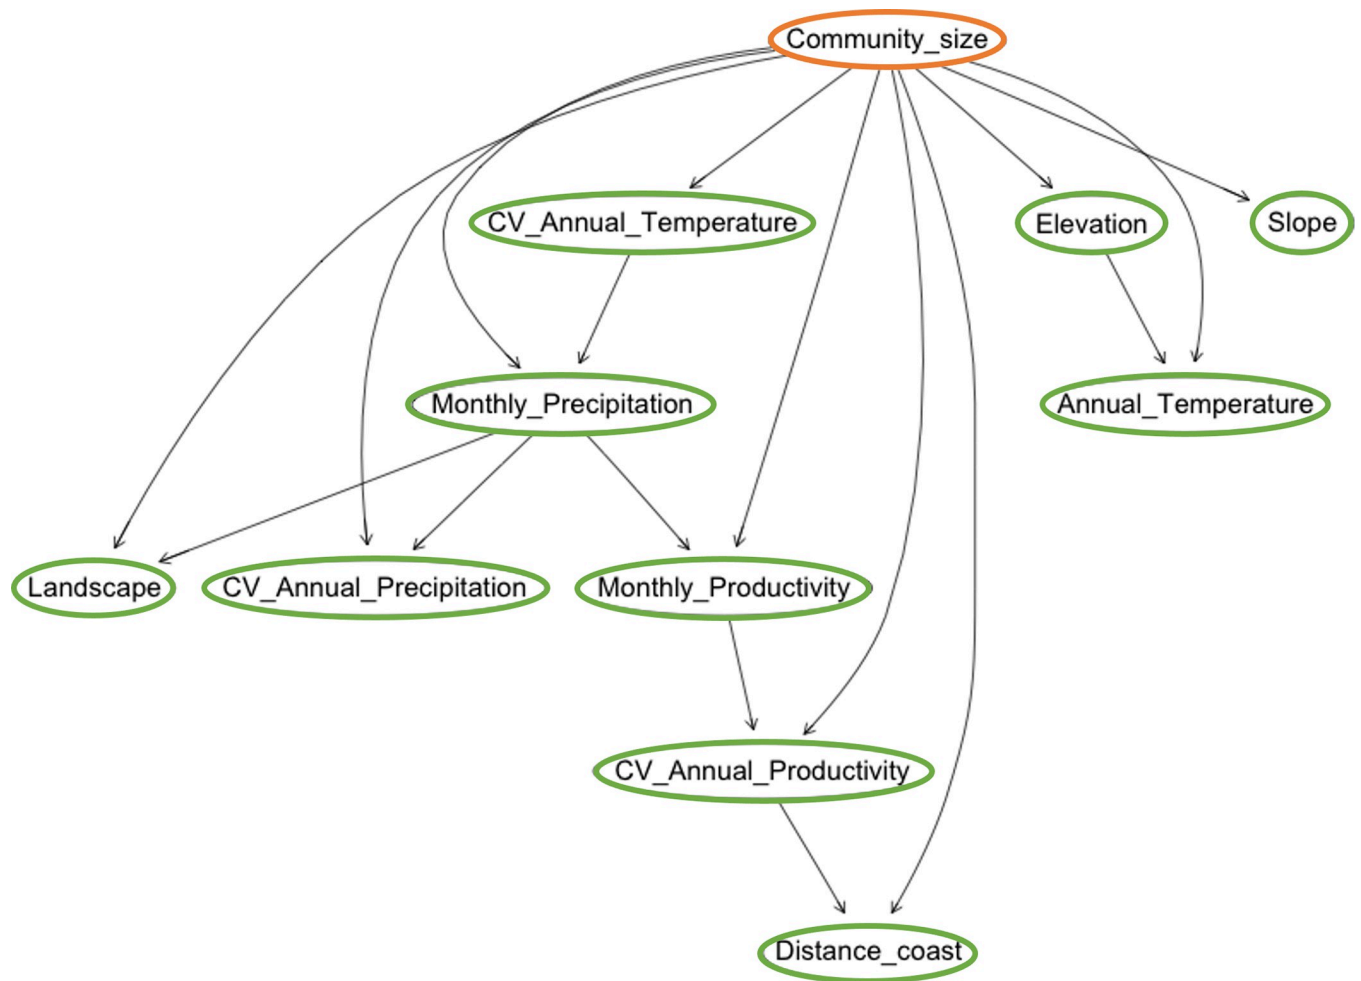 Community_size
CV_Annual_Temperature
Elevation
Slope
Monthly_Precipitation
Annual_Temperature
Landscape
CV_Annual_Precipitation
Monthly_Productivity
CV_Annual_Productivity
Distance_coast